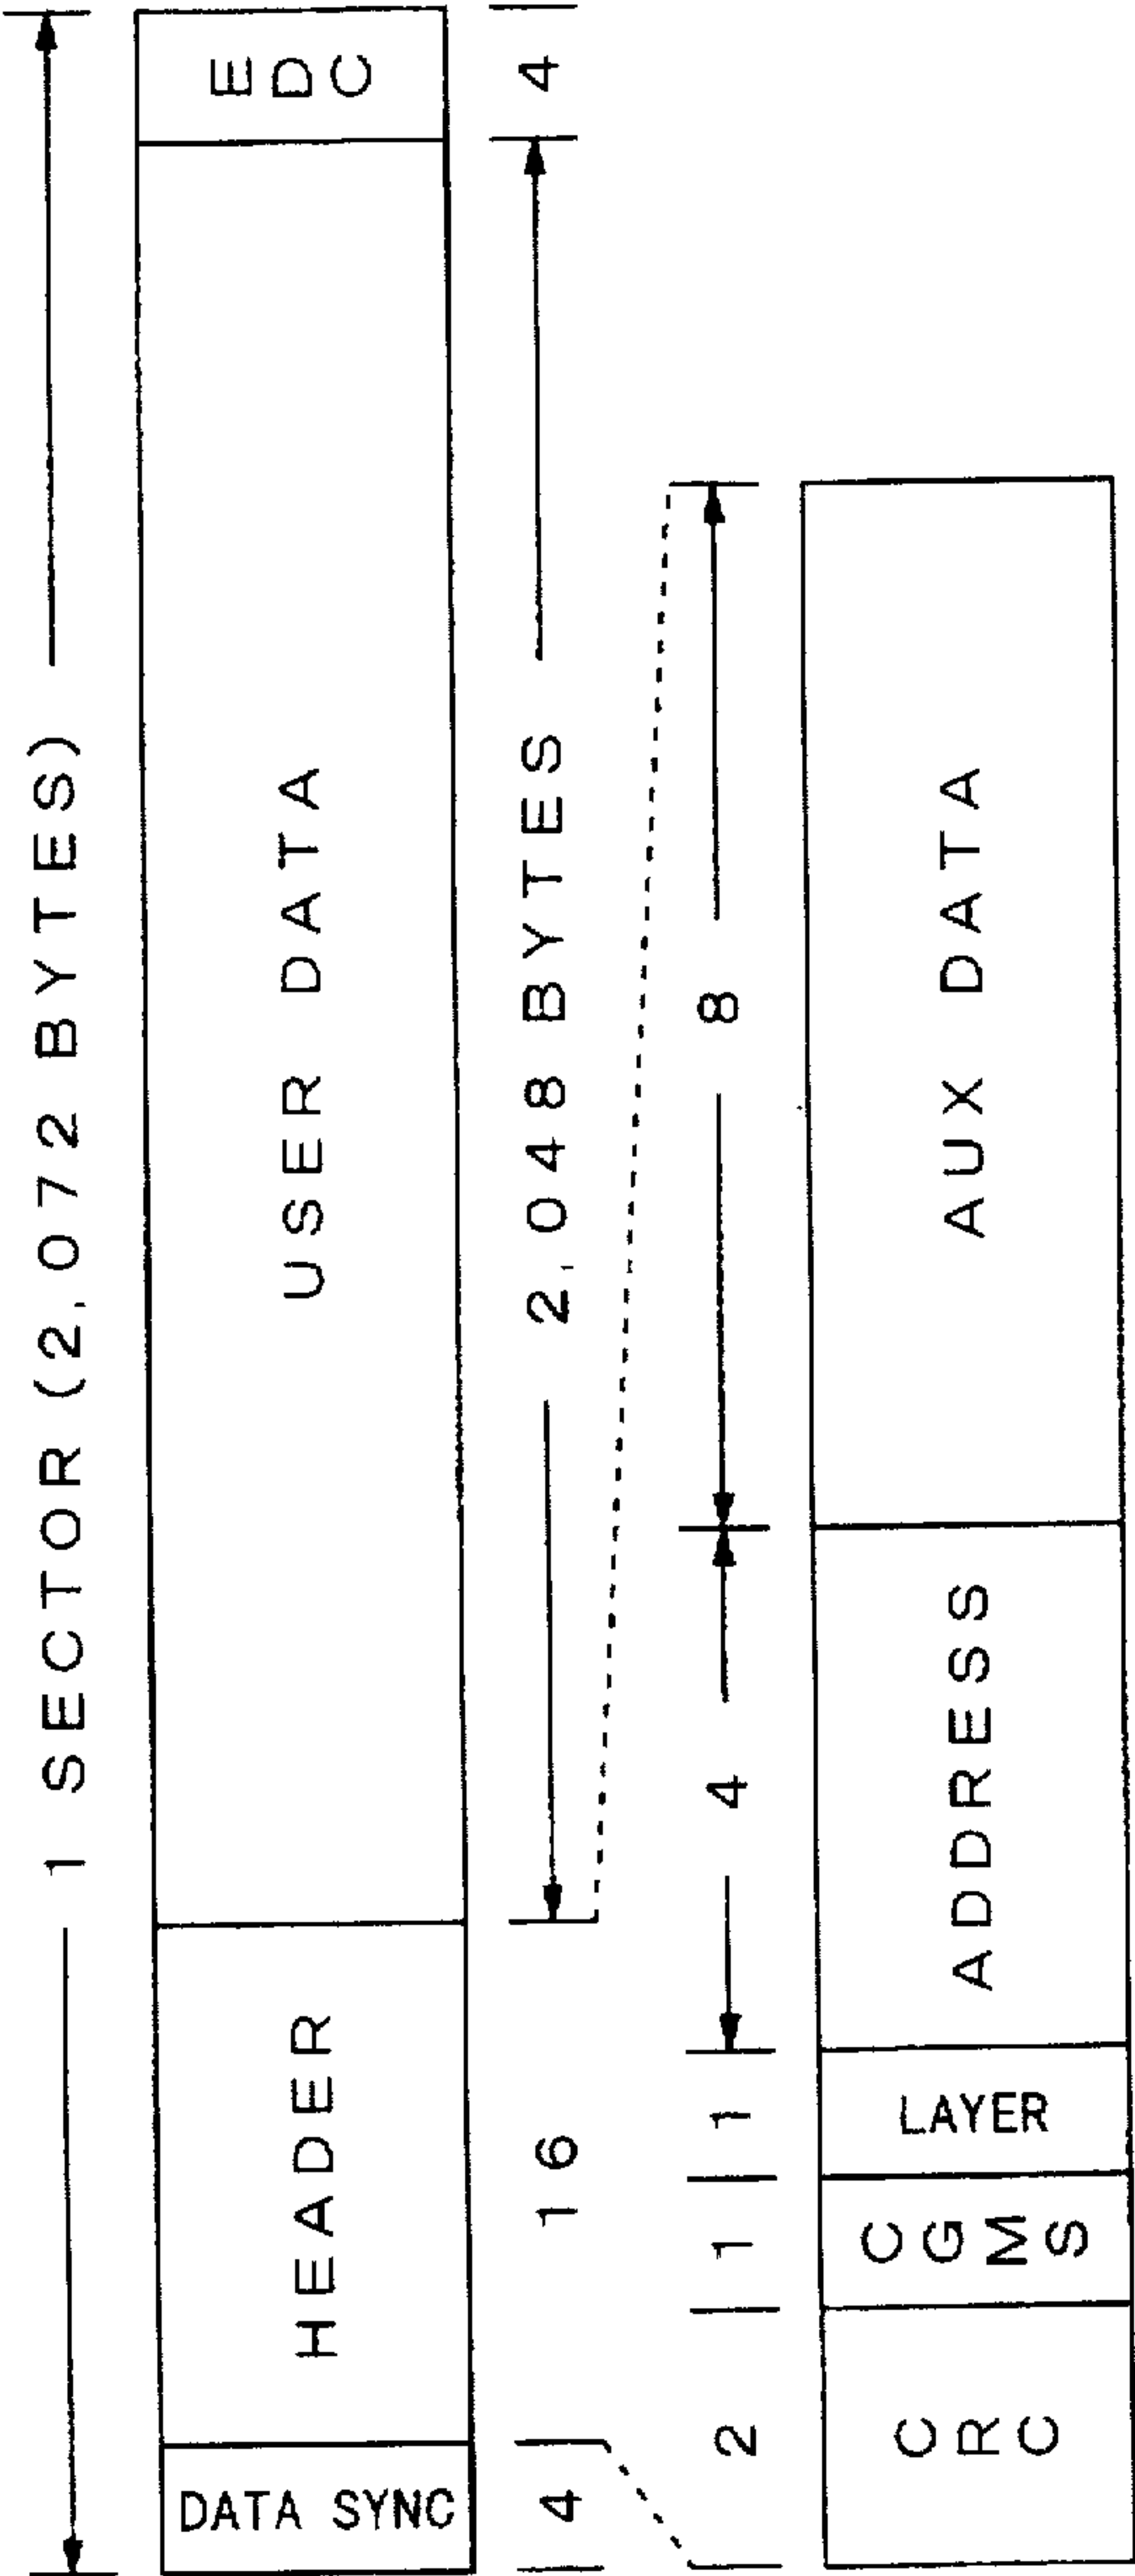 1 SECTOR (2,072 BYTES)
DATA SYNC
HEADER
USER DATA
EDC
4
16
2,048 BYTES
4
2
1
1
4
8
CRC
CGMS
LAYER
ADDRESS
AUX DATA